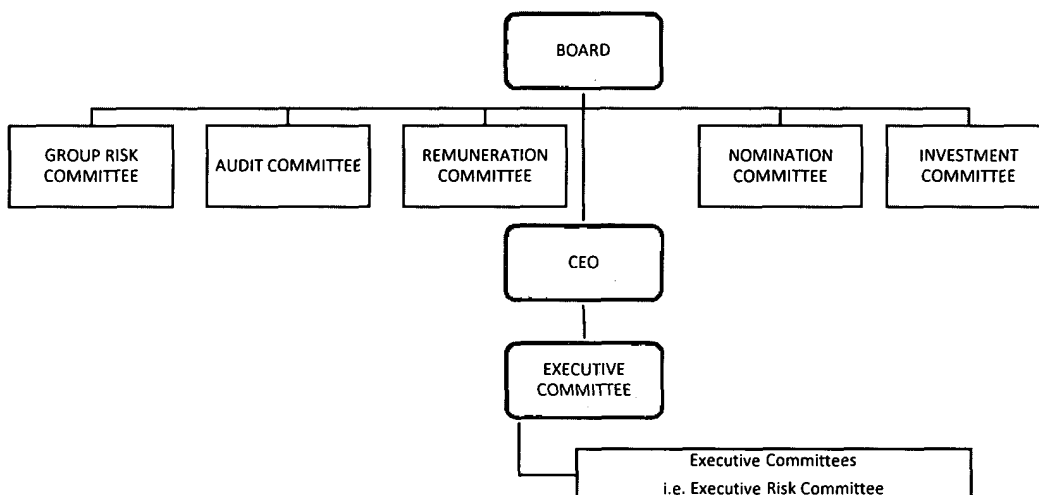 BOARD
GROUP RISK
COMMITTEE
AUDIT COMMITTEE
REMUNERATION
COMMITTEE
NOMINATION
COMMITTEE
INVESTMENT
COMMITTEE
CEO
EXECUTIVE
COMMITTEE
Executive Committees
i.e. Executive Risk Committee